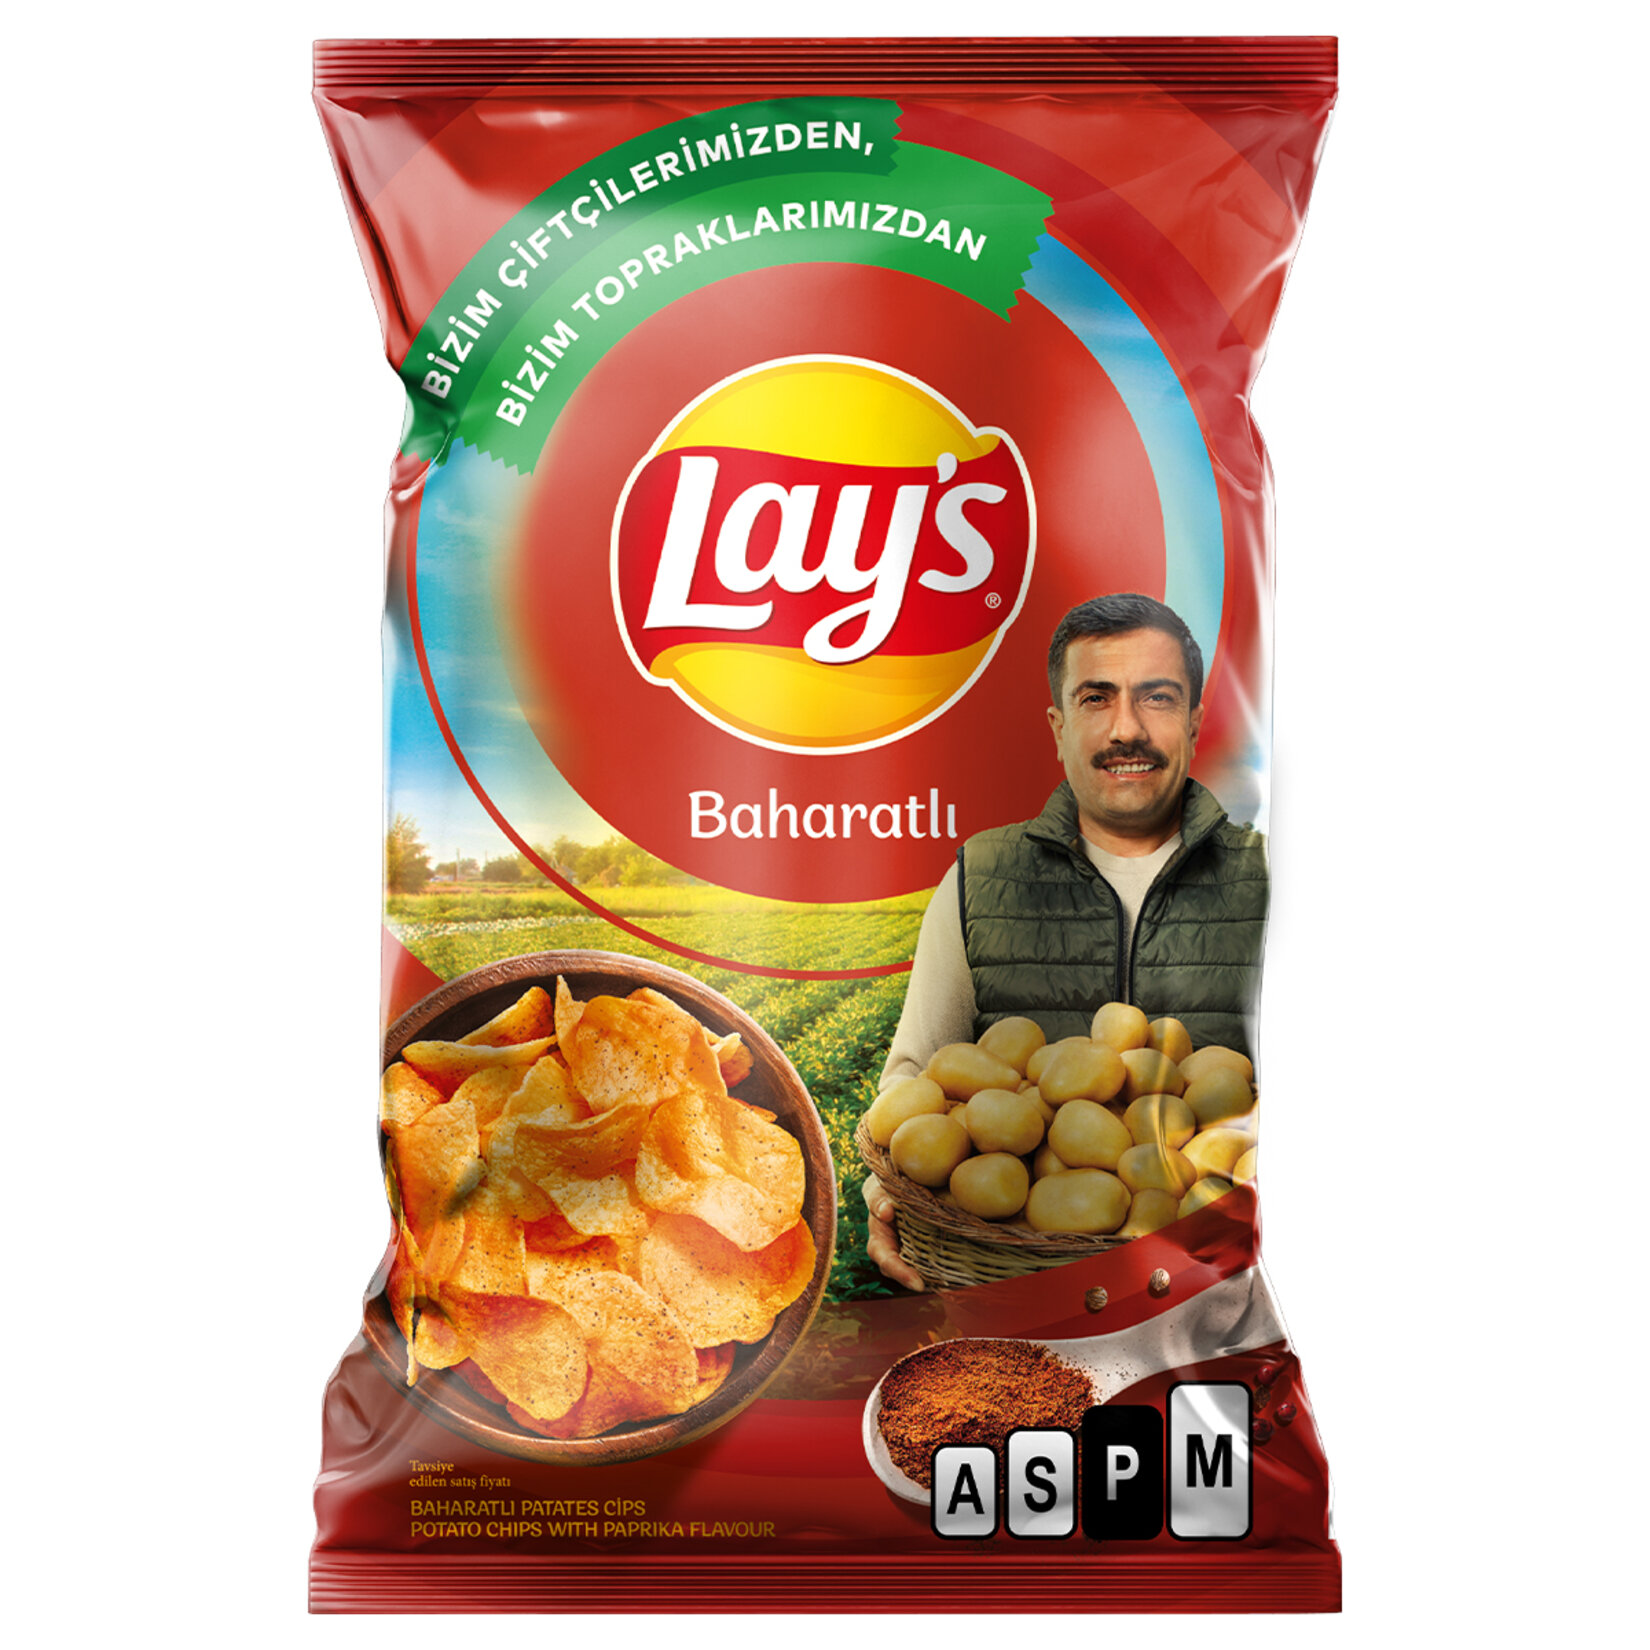 BİZİM ÇİFTÇİLERİMİZDEN,
BİZİM TOPRAKLARIMIZDAN
Lay's®
Baharatlı
Tavsiye
edilen satış fiyatı
BAHARATLI PATATES CİPS
POTATO CHIPS WITH PAPRIKA FLAVOUR
A S P M